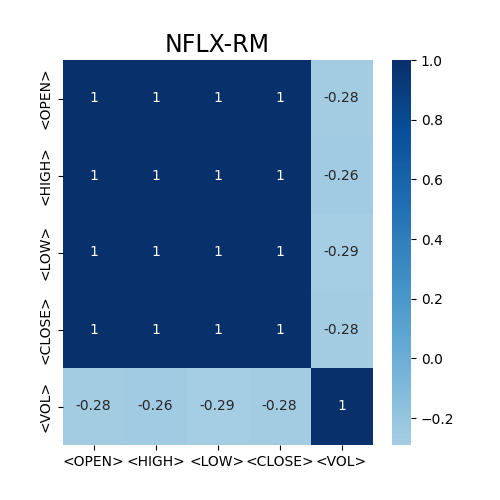 NFLX-RM
<OPEN> 1 1 1 1 -0.28
<HIGH> 1 1 1 1 -0.26
<LOW> 1 1 1 1 -0.29
<CLOSE> 1 1 1 1 -0.28
<VOL> -0.28 -0.26 -0.29 -0.28 1
<OPEN> <HIGH> <LOW> <CLOSE> <VOL>
1.0
0.8
0.6
0.4
0.2
0.0
−0.2